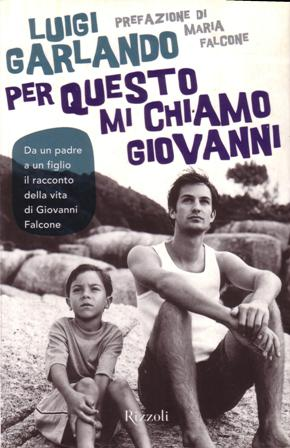 LUIGI
GARLANDO
PREFAZIONE DI
MARIA
FALCONE
PER QUESTO
MI CHIAMO
GIOVANNI
Da un padre
a un figlio
il racconto
della vita
di Giovanni
Falcone
Rizzoli